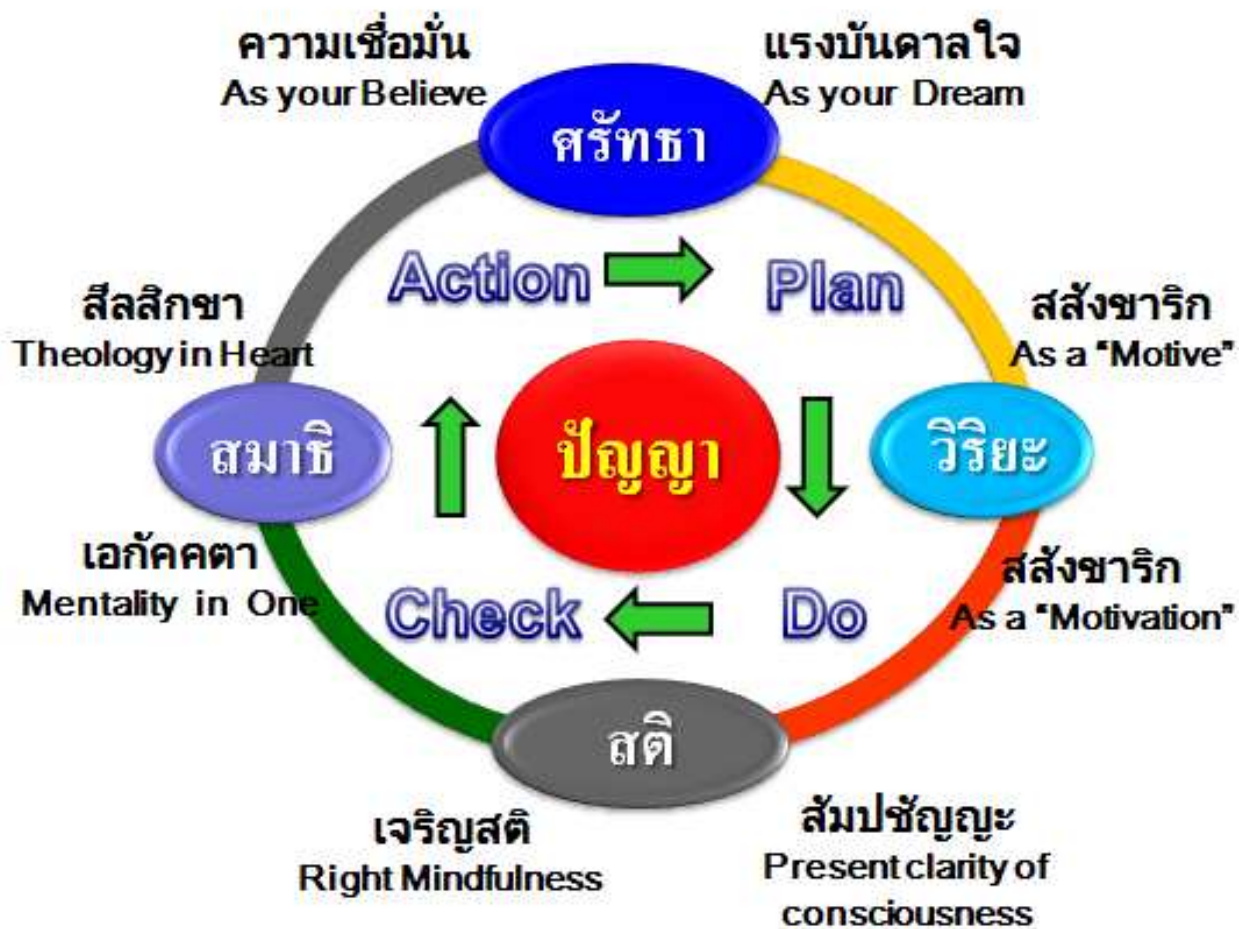 ความเชื่อมั่น
As your Believe
แรงบันดาลใจ
As your Dream
ศรัทธา
Action
Plan
สีลสิกขา
Theology in Heart
สสังขาริก
As a “Motive”
สมาธิ
ปัญญา
วิริยะ
เอกัคคตา
Mentality in One
Check
Do
สสังขาริก
As a “Motivation”
สติ
เจริญสติ
Right Mindfulness
สัมปชัญญะ
Present clarity of
consciousness